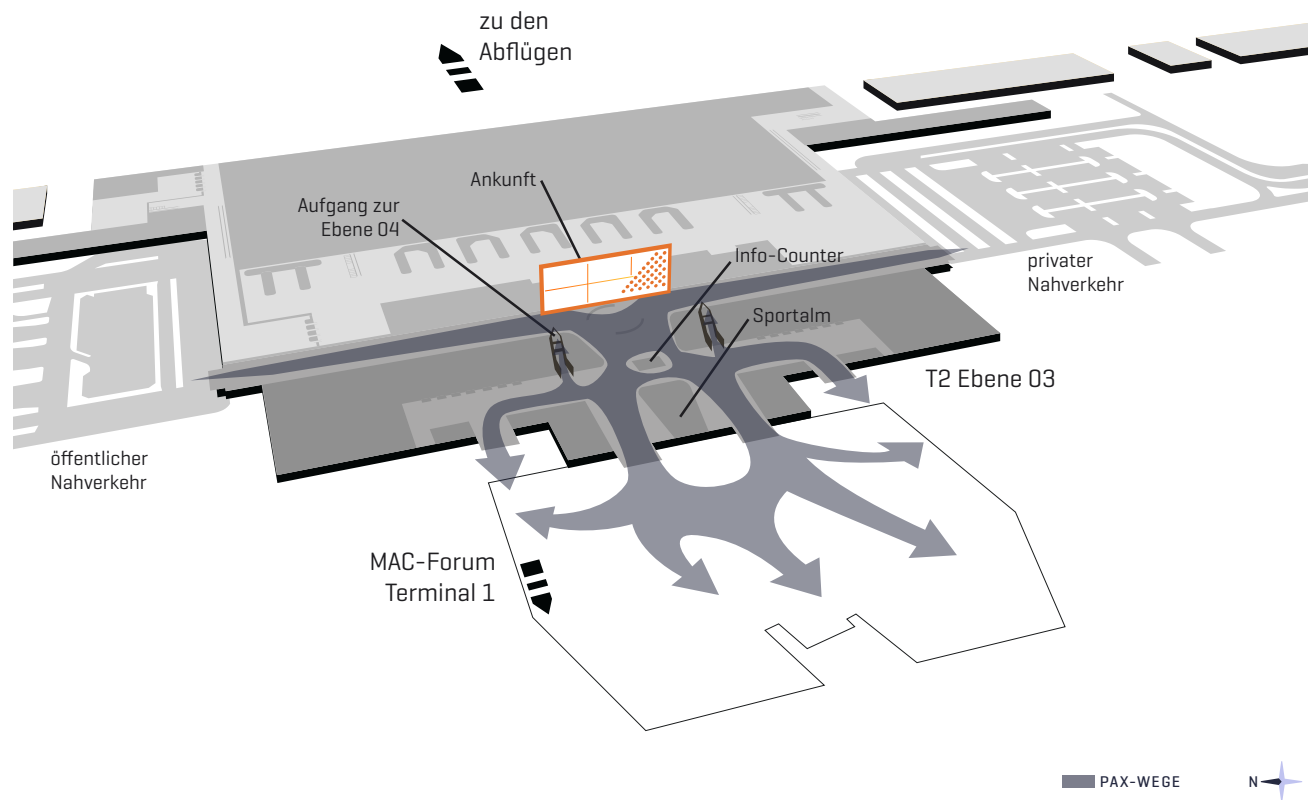 zu den
Abflügen
Ankunft
Aufgang zur
Ebene 04
Info-Counter
privater
Nahverkehr
Sportalm
T2 Ebene 03
öffentlicher
Nahverkehr
MAC-Forum
Terminal 1
PAX-WEGE
N